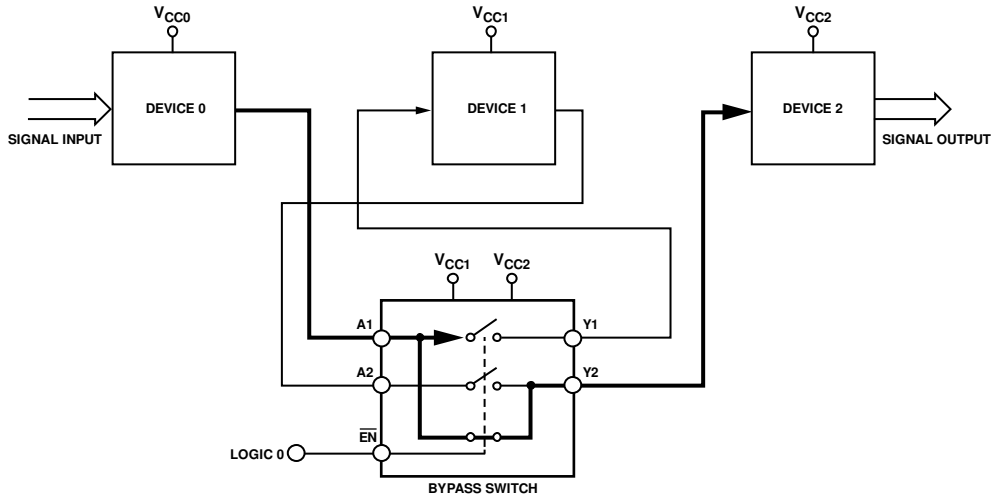 VCC0 VCC1 VCC2
DEVICE 0 DEVICE 1 DEVICE 2
SIGNAL INPUT SIGNAL OUTPUT
VCC1 VCC2
A1 Y1
A2 Y2
E̅N̅
LOGIC 0
BYPASS SWITCH